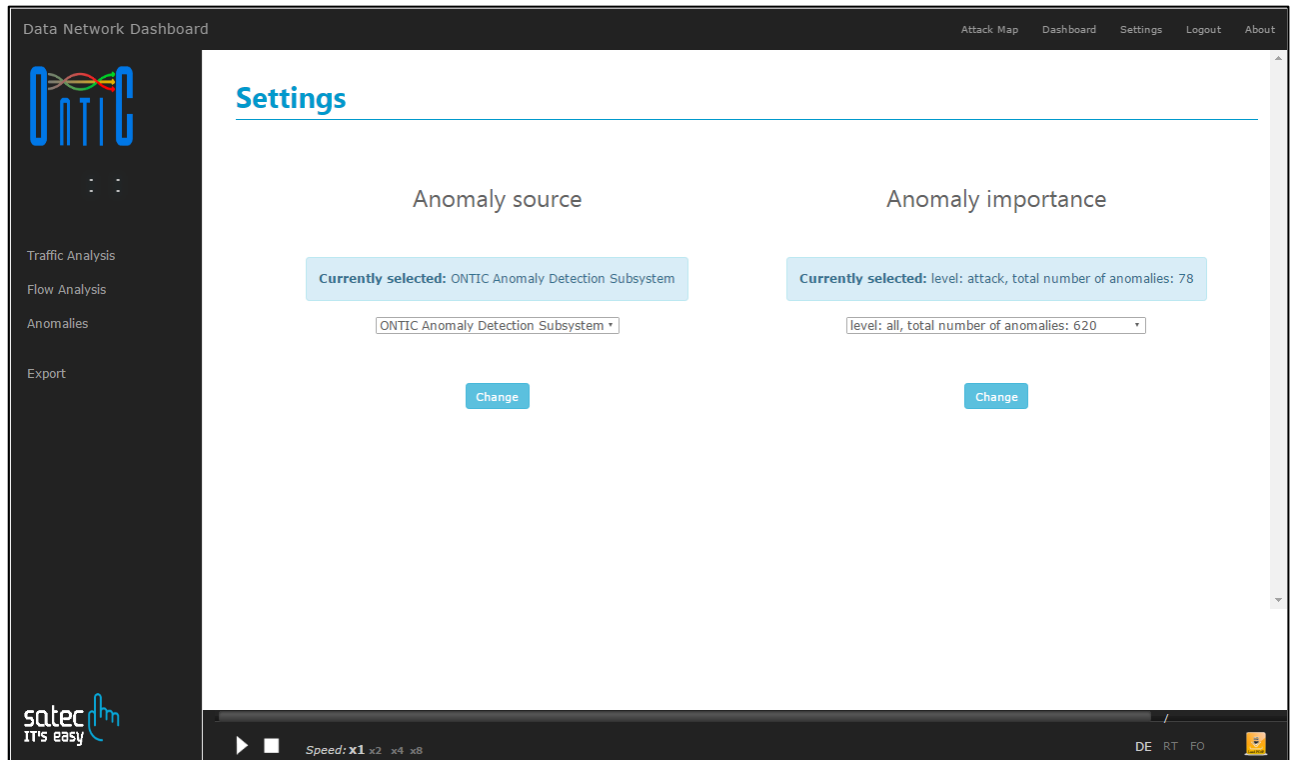 Data Network Dashboard
Attack Map Dashboard Settings Logout About
ONTIC
: :
Traffic Analysis
Flow Analysis
Anomalies
Export
satec
IT's easy
Settings
Anomaly source
Currently selected: ONTIC Anomaly Detection Subsystem
ONTIC Anomaly Detection Subsystem
Change
Anomaly importance
Currently selected: level: attack, total number of anomalies: 78
level: all, total number of anomalies: 620
Change
/
Speed: x1 x2 x4 x8
DE RT FO